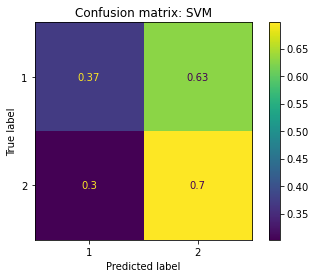 Confusion matrix: SVM
1 0.37 0.63
2 0.3 0.7
1 2
True label
Predicted label
0.65
0.60
0.55
0.50
0.45
0.40
0.35